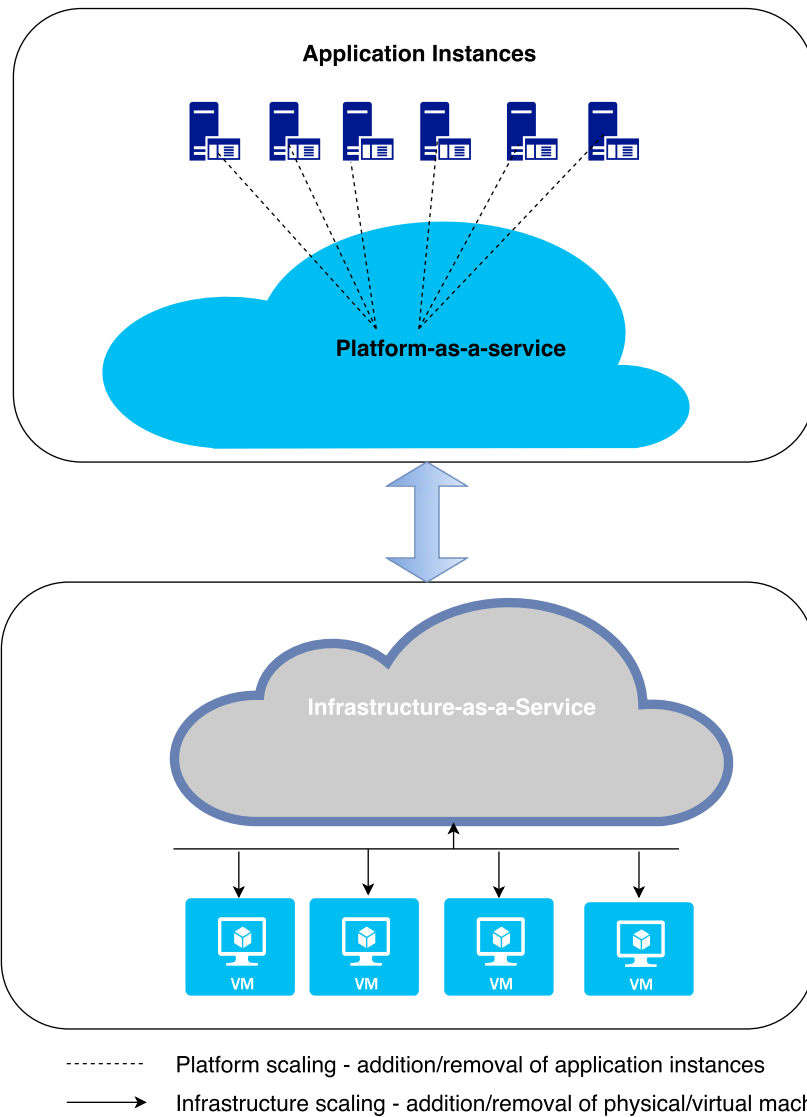 Application Instances
Platform-as-a-service
Infrastructure-as-a-Service
VM VM VM VM
Platform scaling - addition/removal of application instances
Infrastructure scaling - addition/removal of physical/virtual